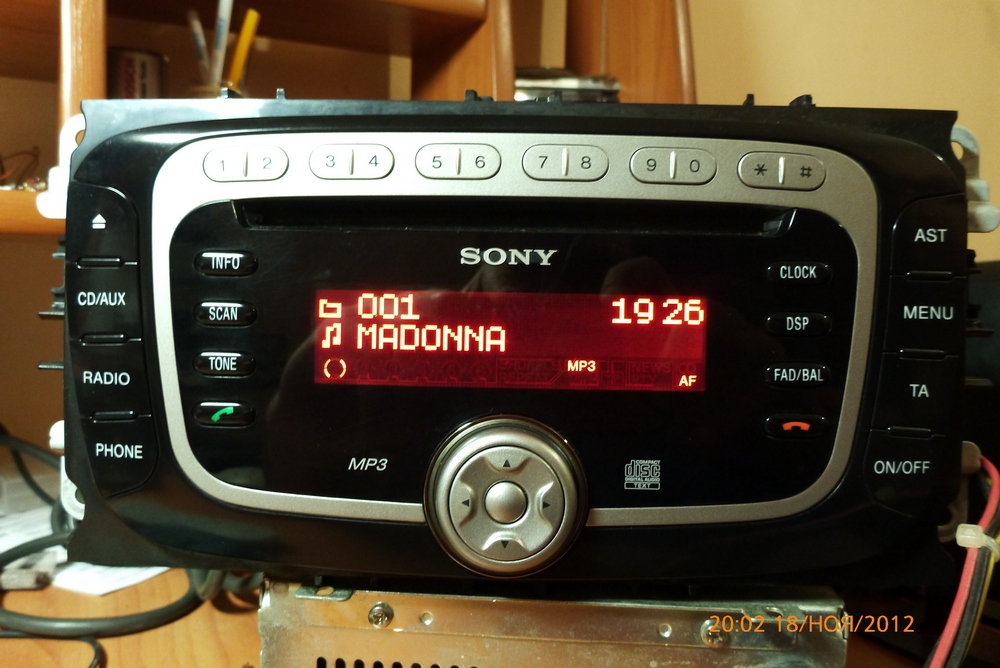 1 2 3 4 5 6 7 8 9 0 * #
SONY
INFO
SCAN
TONE
CD/AUX
RADIO
PHONE
001 19 26
MADONNA
MP3
AF
CLOCK
DSP
FAD/BAL
AST
MENU
TA
ON/OFF
MP3
COMPACT
disc
DIGITAL AUDIO
TEXT
20:02 18/НОЯ/2012